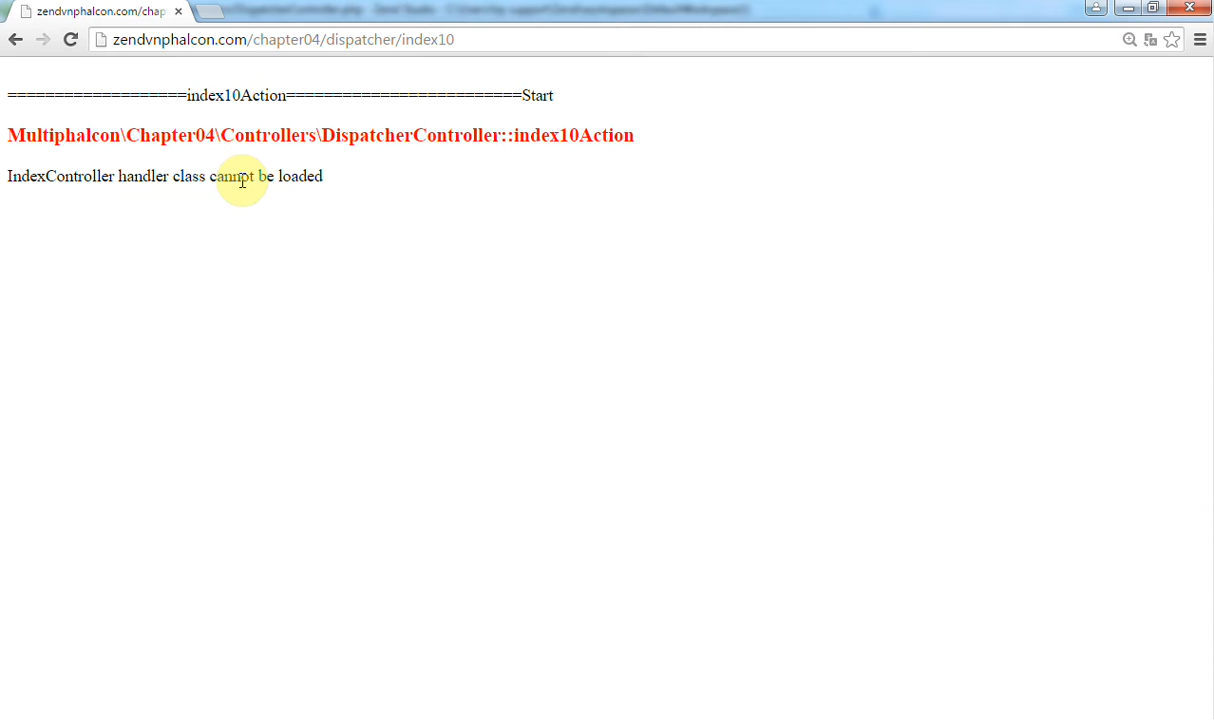 zendvnphalcon.com/chap
zendvnphalcon.com/chapter04/dispatcher/index10
===================index10Action=========================Start
Multiphalcon\Chapter04\Controllers\DispatcherController::index10Action
IndexController handler class cannot be loaded